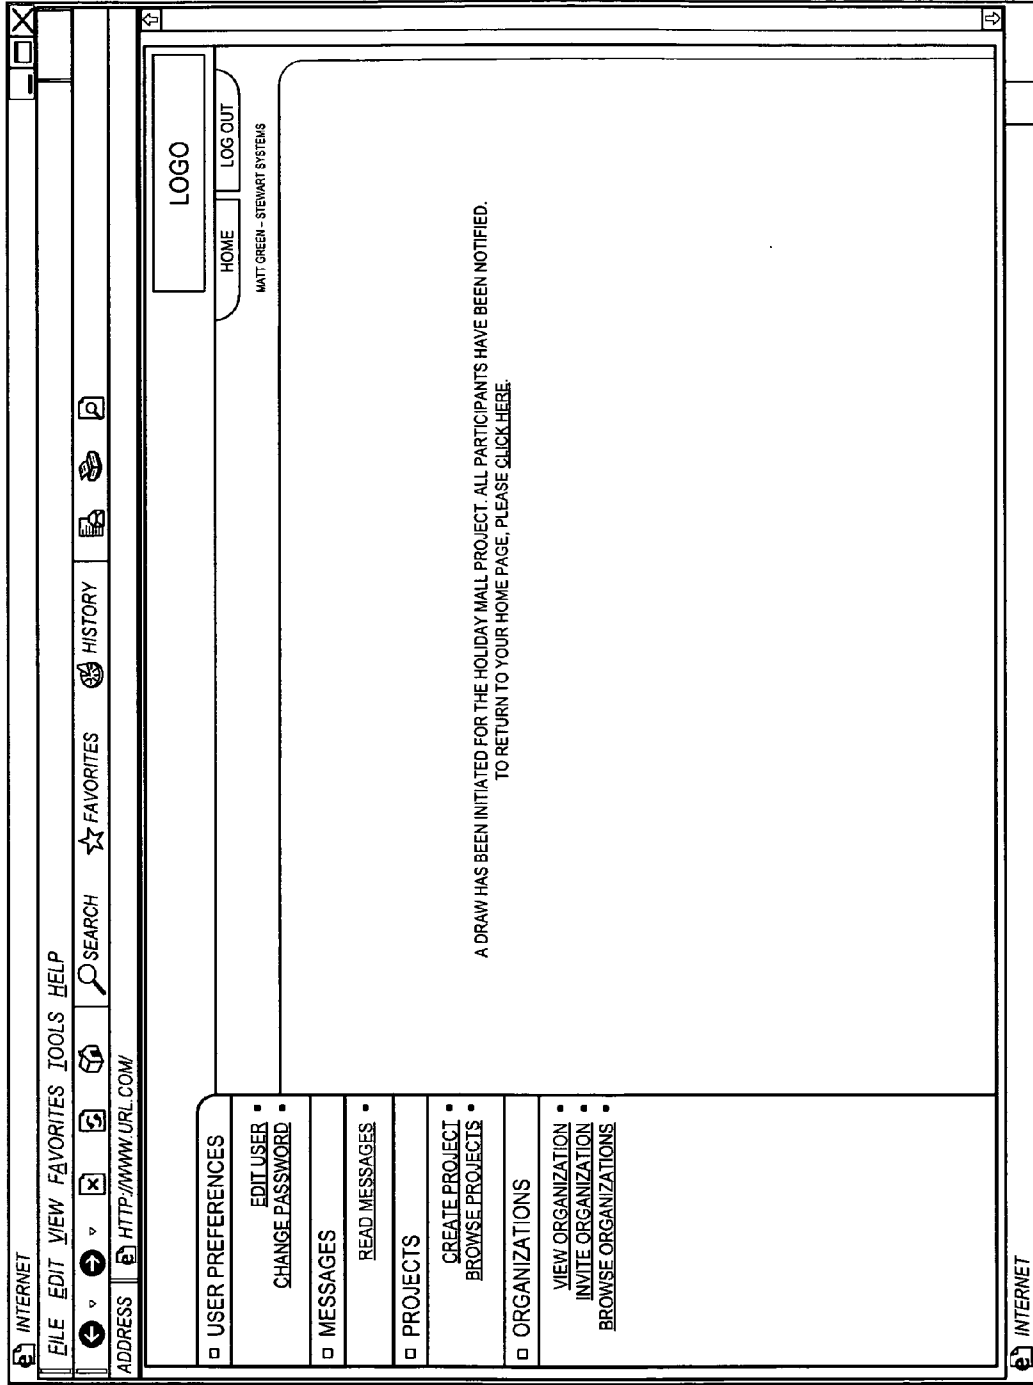 INTERNET
FILE EDIT VIEW FAVORITES TOOLS HELP
SEARCH FAVORITES HISTORY
ADDRESS HTTP://WWW.URL.COM/
LOGO
HOME LOG OUT
MATT GREEN – STEWART SYSTEMS
USER PREFERENCES
EDIT USER
CHANGE PASSWORD
MESSAGES
READ MESSAGES
PROJECTS
CREATE PROJECT
BROWSE PROJECTS
ORGANIZATIONS
VIEW ORGANIZATION
INVITE ORGANIZATION
BROWSE ORGANIZATIONS
A DRAW HAS BEEN INITIATED FOR THE HOLIDAY MALL PROJECT. ALL PARTICIPANTS HAVE BEEN NOTIFIED.
TO RETURN TO YOUR HOME PAGE, PLEASE CLICK HERE.
INTERNET